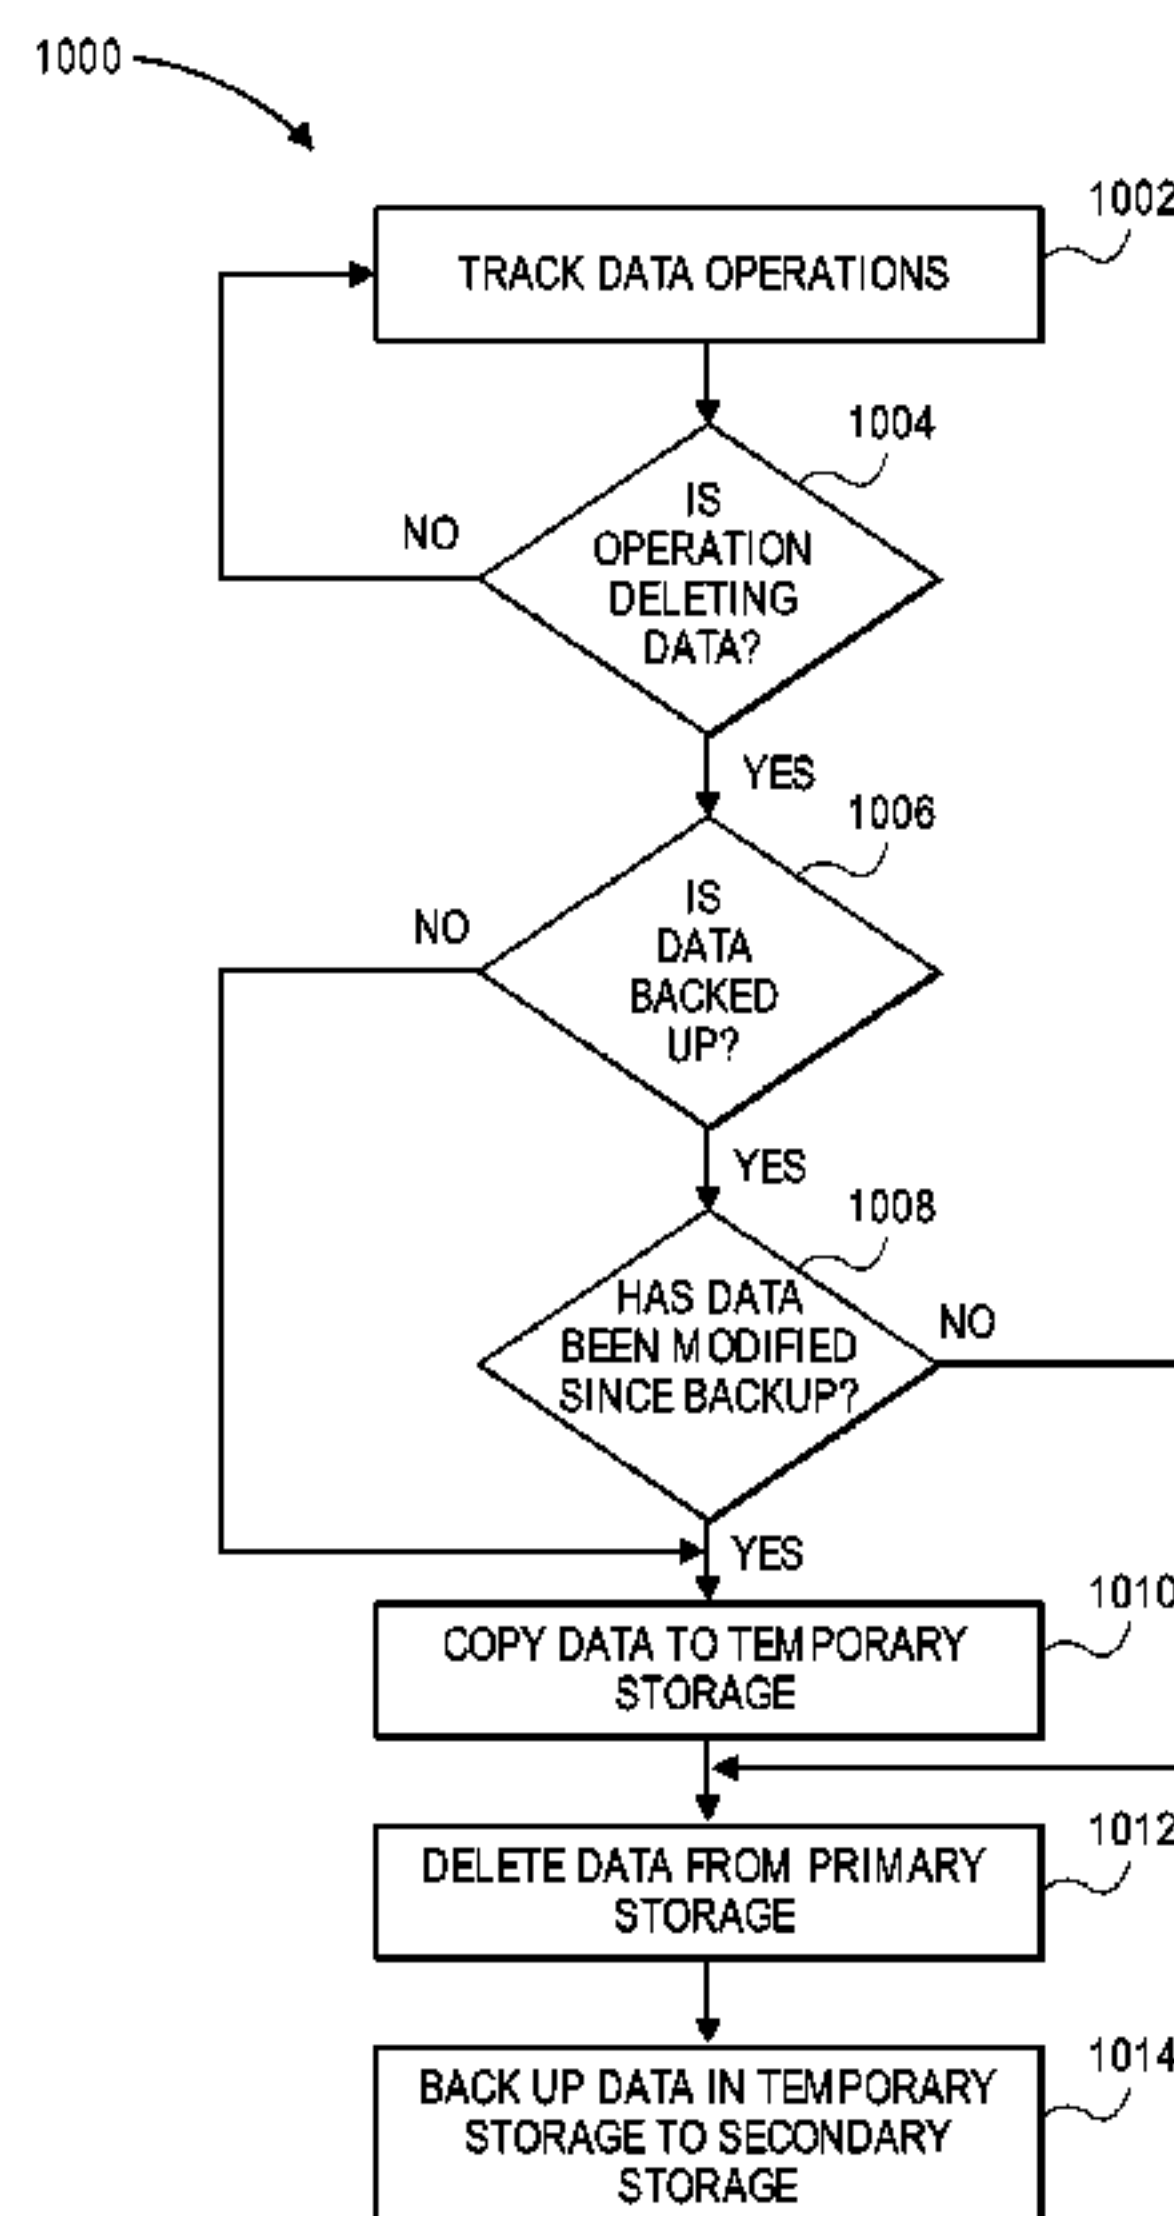 1000
1002
TRACK DATA OPERATIONS
1004
IS
OPERATION
DELETING
DATA?
NO
YES
1006
IS
DATA
BACKED
UP?
NO
YES
1008
HAS DATA
BEEN MODIFIED
SINCE BACKUP?
NO
YES
1010
COPY DATA TO TEMPORARY
STORAGE
1012
DELETE DATA FROM PRIMARY
STORAGE
1014
BACK UP DATA IN TEMPORARY
STORAGE TO SECONDARY
STORAGE